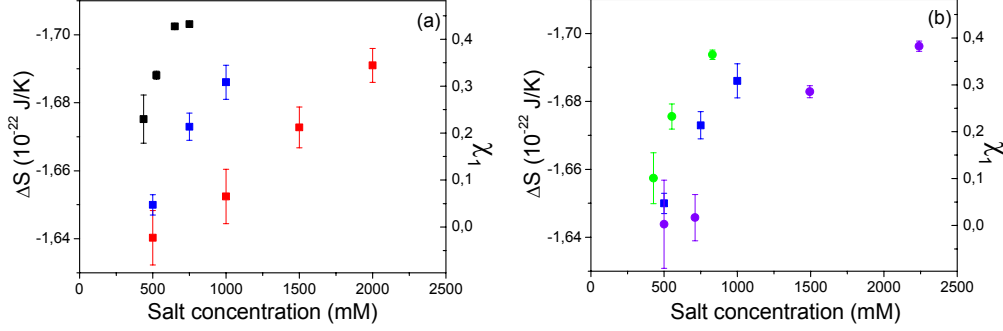 (a)
-1,70
-1,68
-1,66
-1,64
ΔS (10⁻²² J/K)
0,4
0,3
0,2
0,1
0,0
χ₁
0 500 1000 1500 2000 2500
Salt concentration (mM)
(b)
-1,70
-1,68
-1,66
-1,64
ΔS (10⁻²² J/K)
0,4
0,3
0,2
0,1
0,0
χ₁
0 500 1000 1500 2000 2500
Salt concentration (mM)